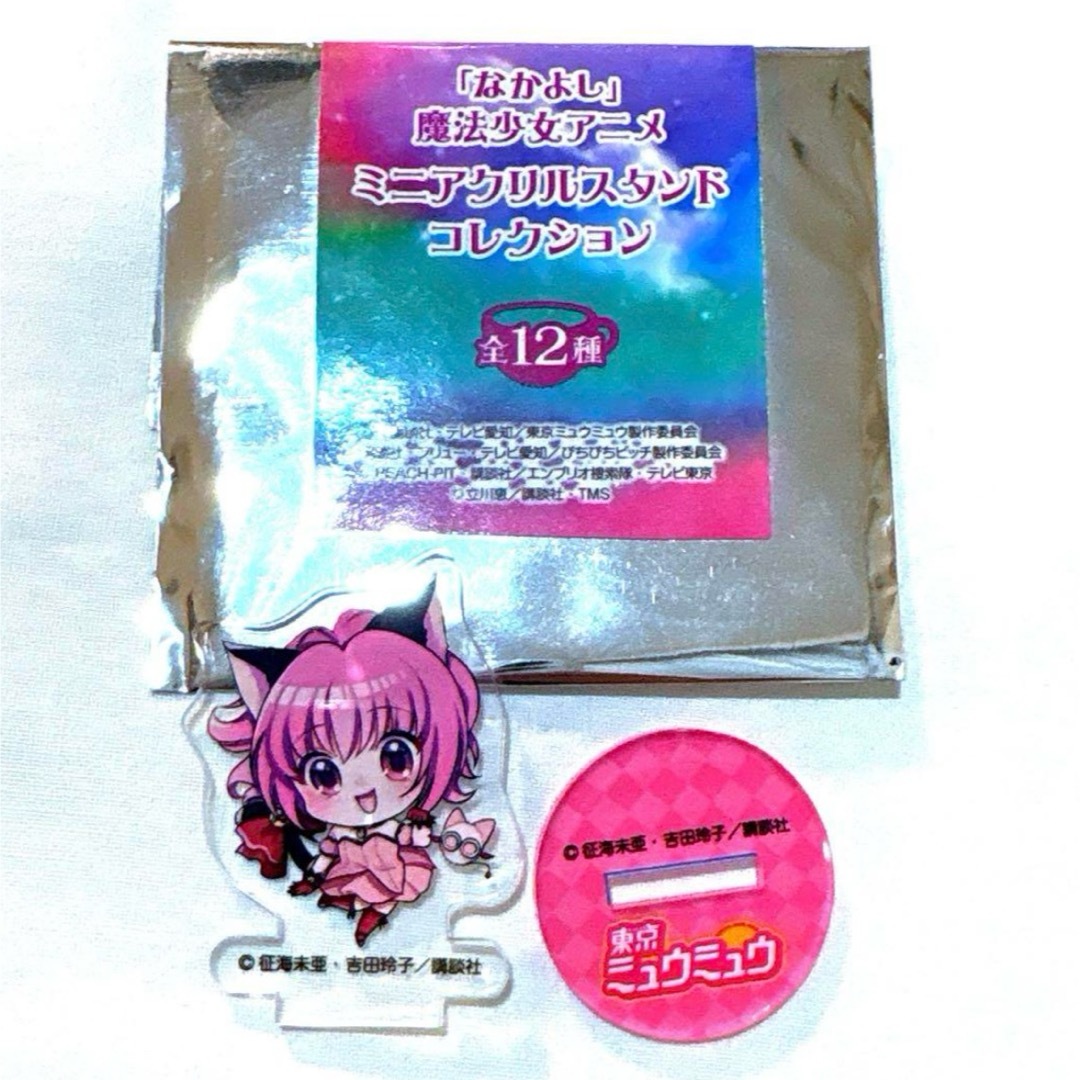 「なかよし」
魔法少女アニメ
ミニアクリルスタンド
コレクション
全12種
テレビ愛知／東京ミュウミュウ製作委員会
テレビ愛知／ぴちぴちピッチ製作委員会
PEACH-PIT・講談社／エンブリオ捜索隊・テレビ東京
©立川恵／講談社・TMS
©征海未亜・吉田玲子／講談社
©征海未亜・吉田玲子／講談社
東京
ミュウミュウ